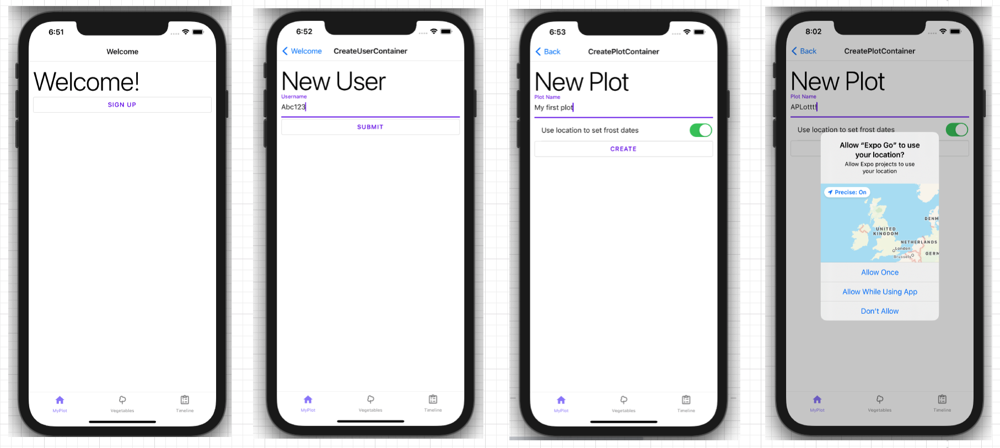 6:51
Welcome
Welcome!
SIGN UP
MyPlot
Vegetables
Timeline
6:52
Welcome
CreateUserContainer
New User
Username
Abc123
SUBMIT
MyPlot
Vegetables
Timeline
6:53
Back
CreatePlotContainer
New Plot
Plot Name
My first plot
Use location to set frost dates
CREATE
MyPlot
Vegetables
Timeline
8:02
Back
CreatePlotContainer
New Plot
Plot Name
APLottt!
Use location to set frost dates
Allow “Expo Go” to use
your location?
Allow Expo projects to use
your location
Precise: On
DENM
UNITED
KINGDOM
NETHERLANDS
London
Brussels
GERM
Allow Once
Allow While Using App
Don’t Allow
MyPlot
Vegetables
Timeline